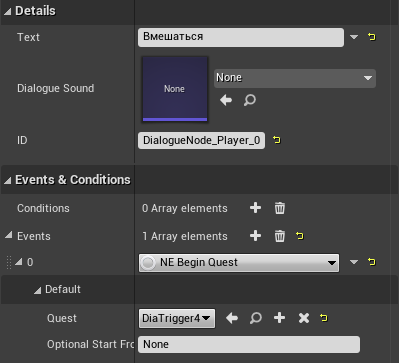 Details
Text Вмешаться
None
Dialogue Sound None
ID DialogueNode_Player_0
Events & Conditions
Conditions 0 Array elements
Events 1 Array elements
0 NE Begin Quest
Default
Quest DiaTrigger4
Optional Start Fro None